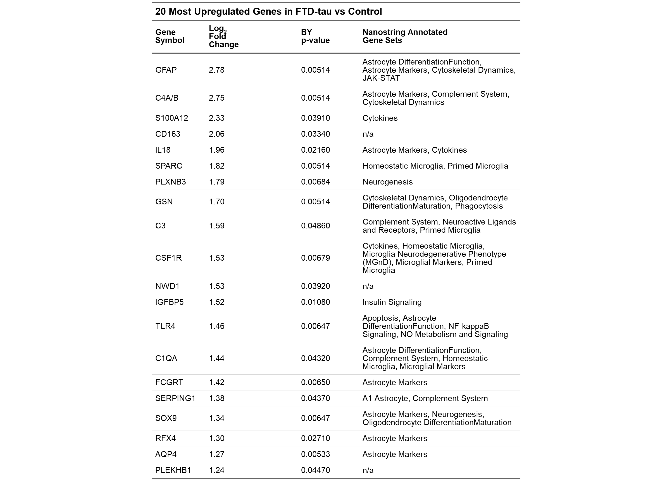 20 Most Upregulated Genes in FTD-tau vs Control
Gene Symbol Log2 Fold Change BY p-value Nanostring Annotated Gene Sets
GFAP 2.78 0.00514 Astrocyte DifferentiationFunction,
Astrocyte Markers, Cytoskeletal Dynamics,
JAK STAT
C4A/B 2.75 0.00514 Astrocyte Markers, Complement System,
Cytoskeletal Dynamics
S100A12 2.33 0.03910 Cytokines
CD163 2.06 0.03340 n/a
IL18 1.96 0.02160 Astrocyte Markers, Cytokines
SPARC 1.82 0.00514 Homeostatic Microglia, Primed Microglia
PLXNB3 1.79 0.00684 Neurogenesis
GSN 1.70 0.00514 Cytoskeletal Dynamics, Oligodendrocyte
DifferentiationMaturation, Phagocytosis
C3 1.59 0.04860 Complement System, Neuroactive Ligands
and Receptors, Primed Microglia
CSF1R 1.53 0.00679 Cytokines, Homeostatic Microglia,
Microglia Neurodegenerative Phenotype
(MGnD), Microglial Markers, Primed
Microglia
NWD1 1.53 0.03920 n/a
IGFBP5 1.52 0.01080 Insulin Signaling
TLR4 1.46 0.00647 Apoptosis, Astrocyte
DifferentiationFunction, NF kappaB
Signaling, NO Metabolism and Signaling
C1QA 1.44 0.04320 Astrocyte DifferentiationFunction,
Complement System, Homeostatic
Microglia, Microglial Markers
FCGRT 1.42 0.00650 Astrocyte Markers
SERPING1 1.38 0.04370 A1 Astrocyte, Complement System
SOX9 1.34 0.00647 Astrocyte Markers, Neurogenesis,
Oligodendrocyte DifferentiationMaturation
RFX4 1.30 0.02710 Astrocyte Markers
AQP4 1.27 0.00533 Astrocyte Markers
PLEKHB1 1.24 0.04470 n/a